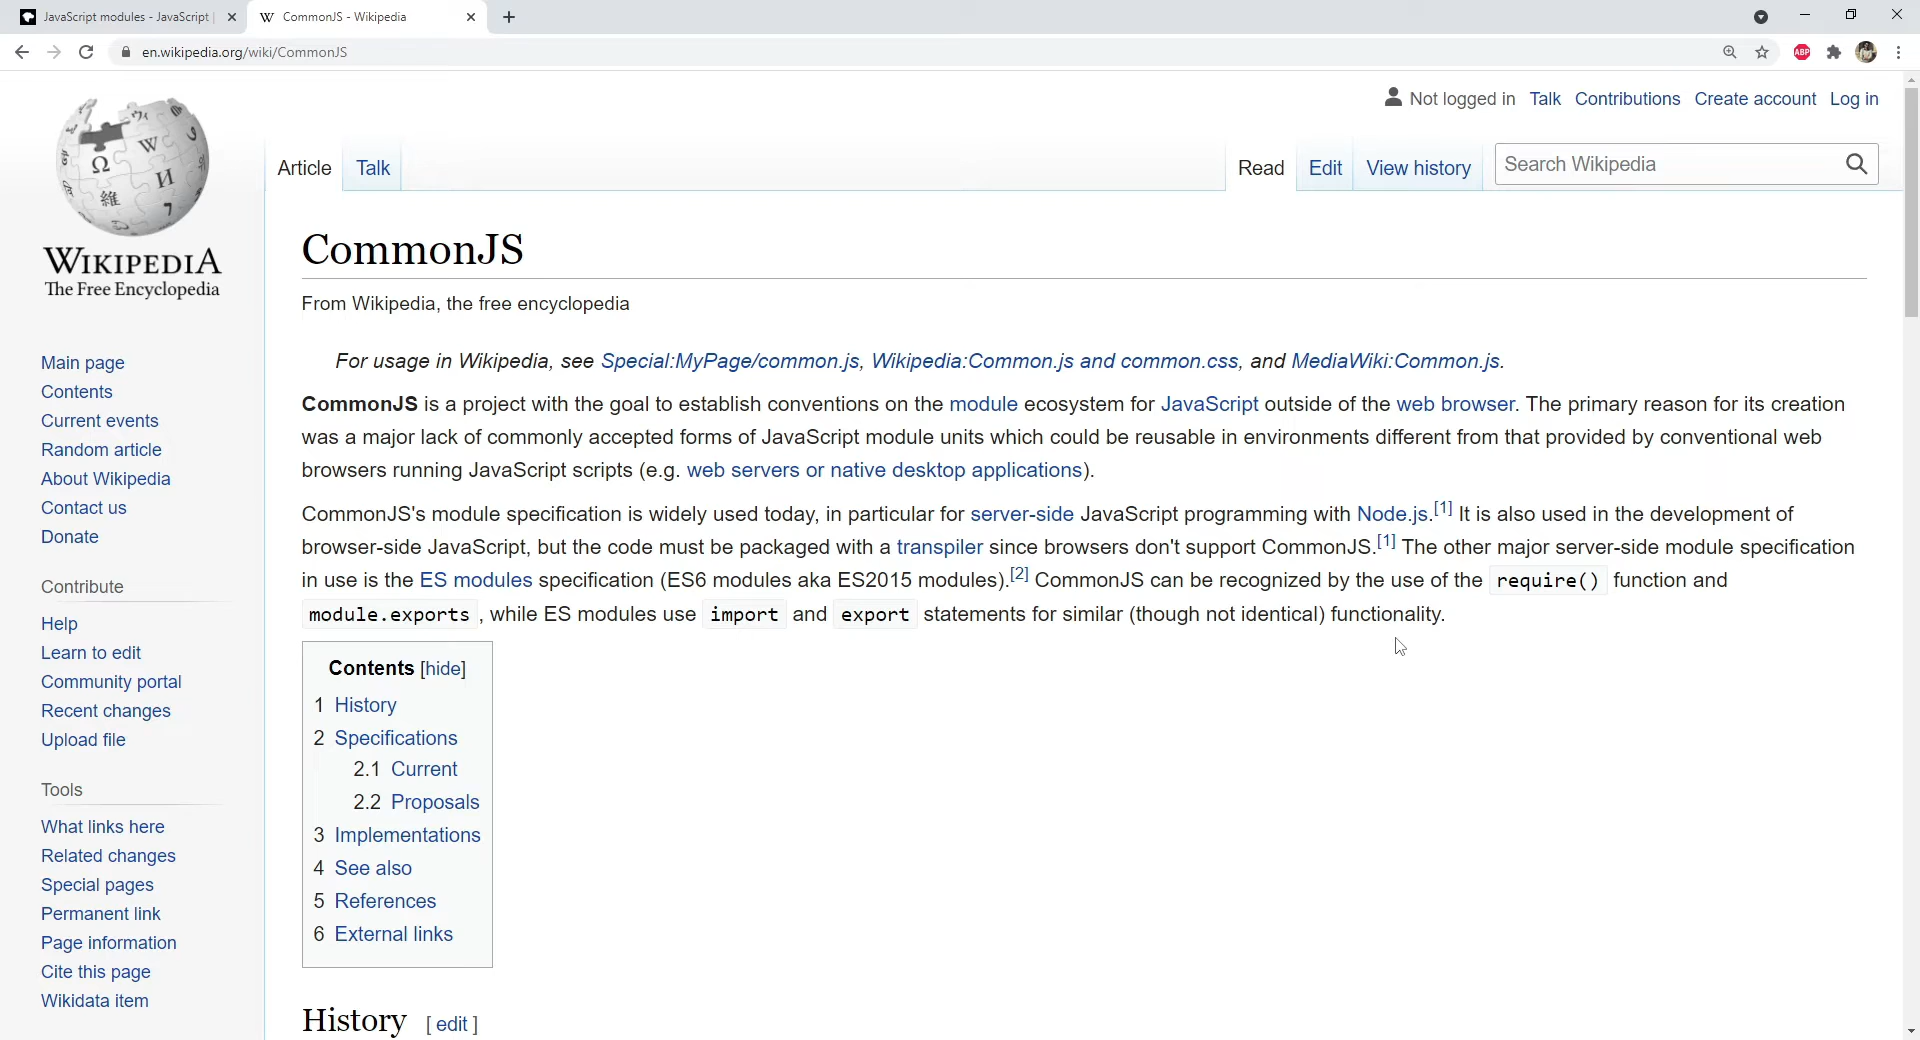 JavaScript modules - JavaScript |
CommonJS - Wikipedia
en.wikipedia.org/wiki/CommonJS
ABP
Not logged in Talk Contributions Create account Log in
Article Talk Read Edit View history Search Wikipedia
WIKIPEDIA
The Free Encyclopedia
Main page
Contents
Current events
Random article
About Wikipedia
Contact us
Donate
Contribute
Help
Learn to edit
Community portal
Recent changes
Upload file
Tools
What links here
Related changes
Special pages
Permanent link
Page information
Cite this page
Wikidata item
CommonJS
From Wikipedia, the free encyclopedia
For usage in Wikipedia, see Special:MyPage/common.js, Wikipedia:Common.js and common.css, and MediaWiki:Common.js.
CommonJS is a project with the goal to establish conventions on the module ecosystem for JavaScript outside of the web browser. The primary reason for its creation
was a major lack of commonly accepted forms of JavaScript module units which could be reusable in environments different from that provided by conventional web
browsers running JavaScript scripts (e.g. web servers or native desktop applications).
CommonJS's module specification is widely used today, in particular for server-side JavaScript programming with Node.js.[1] It is also used in the development of
browser-side JavaScript, but the code must be packaged with a transpiler since browsers don't support CommonJS.[1] The other major server-side module specification
in use is the ES modules specification (ES6 modules aka ES2015 modules).[2] CommonJS can be recognized by the use of the require() function and
module.exports, while ES modules use import and export statements for similar (though not identical) functionality.
Contents [hide]
1 History
2 Specifications
2.1 Current
2.2 Proposals
3 Implementations
4 See also
5 References
6 External links
History [ edit ]